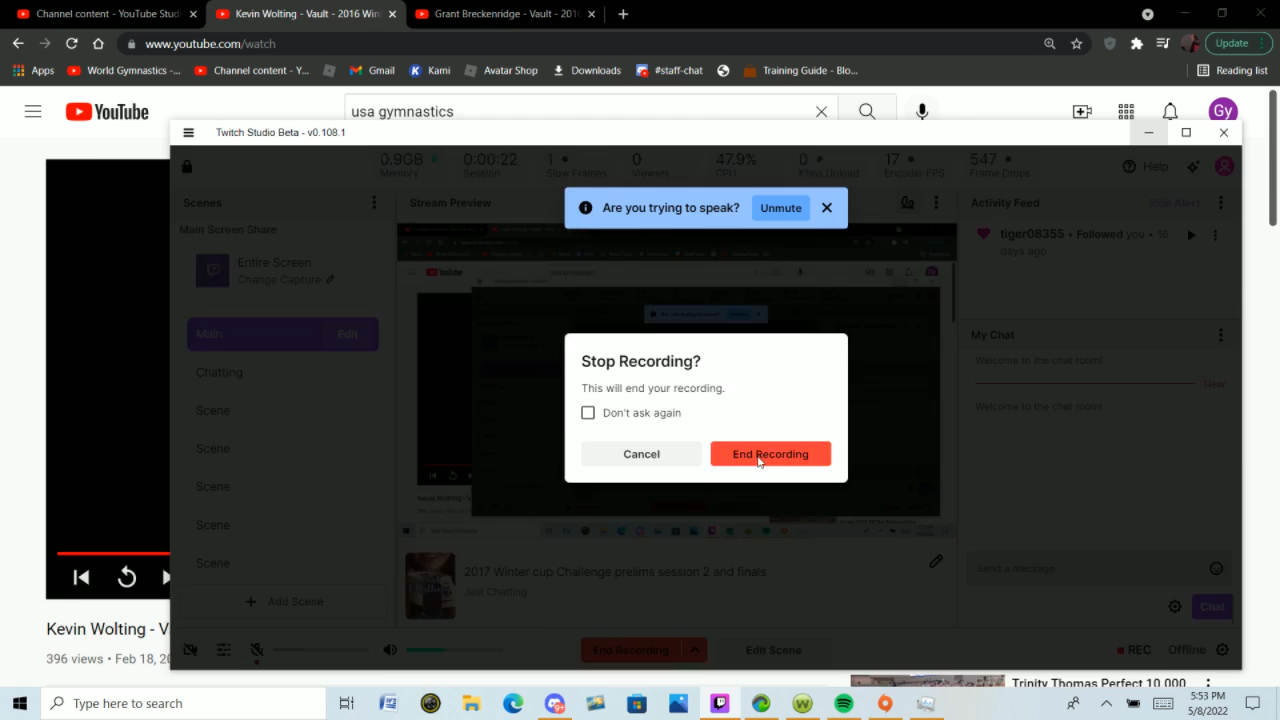 Channel content - YouTube Studi
Kevin Wolting - Vault - 2016 Win
Grant Breckenridge - Vault - 201
www.youtube.com/watch
Update
Apps
World Gymnastics -...
Channel content - Y...
Gmail
Kami
Avatar Shop
Downloads
#staff-chat
Training Guide - Blo...
Reading list
YouTube
usa gymnastics
Gy
Twitch Studio Beta - v0.108.1
0.9GB
Memory
0:00:22
Session
1
Slow Frames
0
Viewers
47.9%
CPU
0
Kbps Upload
17
Encoder FPS
547
Frame Drops
Help
Are you trying to speak?
Unmute
Scenes
Stream Preview
Activity Feed
Skip Alert
Main Screen Share
Entire Screen
Change Capture
tiger08355 • Followed you • 16
days ago
Main
Edit
Chatting
Scene
Scene
Scene
Scene
Scene
Add Scene
Stop Recording?
This will end your recording.
Don't ask again
Cancel
End Recording
My Chat
Welcome to the chat room!
New
Welcome to the chat room!
2017 Winter cup Challenge prelims session 2 and finals
Just Chatting
Send a message
Chat
End Recording
Edit Scene
REC
Offline
Kevin Wolting - V
396 views • Feb 18, 20
Trinity Thomas Perfect 10.000
Type here to search
5:53 PM
5/8/2022